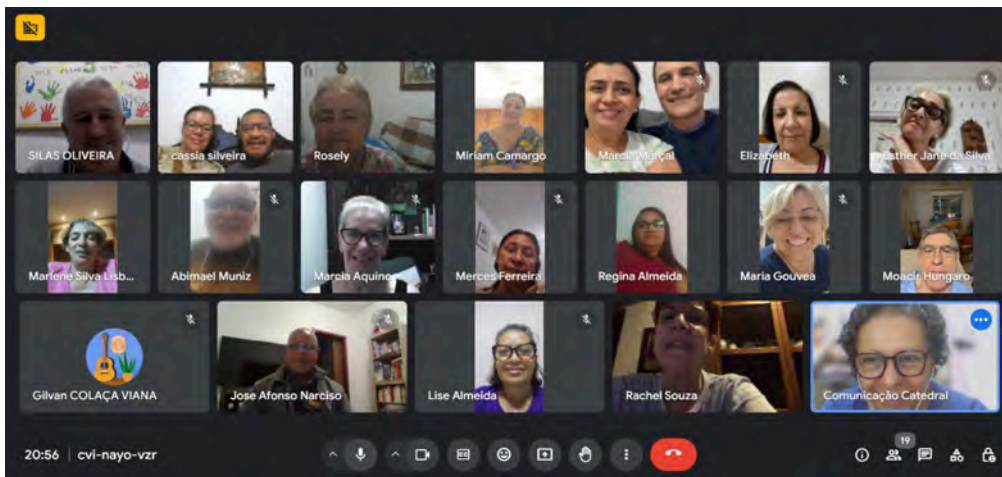 SILAS OLIVEIRA
cassia silveira
Rosely
Miriam Camargo
Marcia Marçal
Elizabeth
Esther Jane da Silva
Marlene Silva Lisb...
Abimael Muniz
Marcia Aquino
Merces Ferreira
Regina Almeida
Maria Gouvea
Moacir Hungaro
Gilvan COLAÇA VIANA
Jose Afonso Narciso
Lise Almeida
Rachel Souza
Comunicação Catedral
20:56 | cvi-nayo-vzr
19